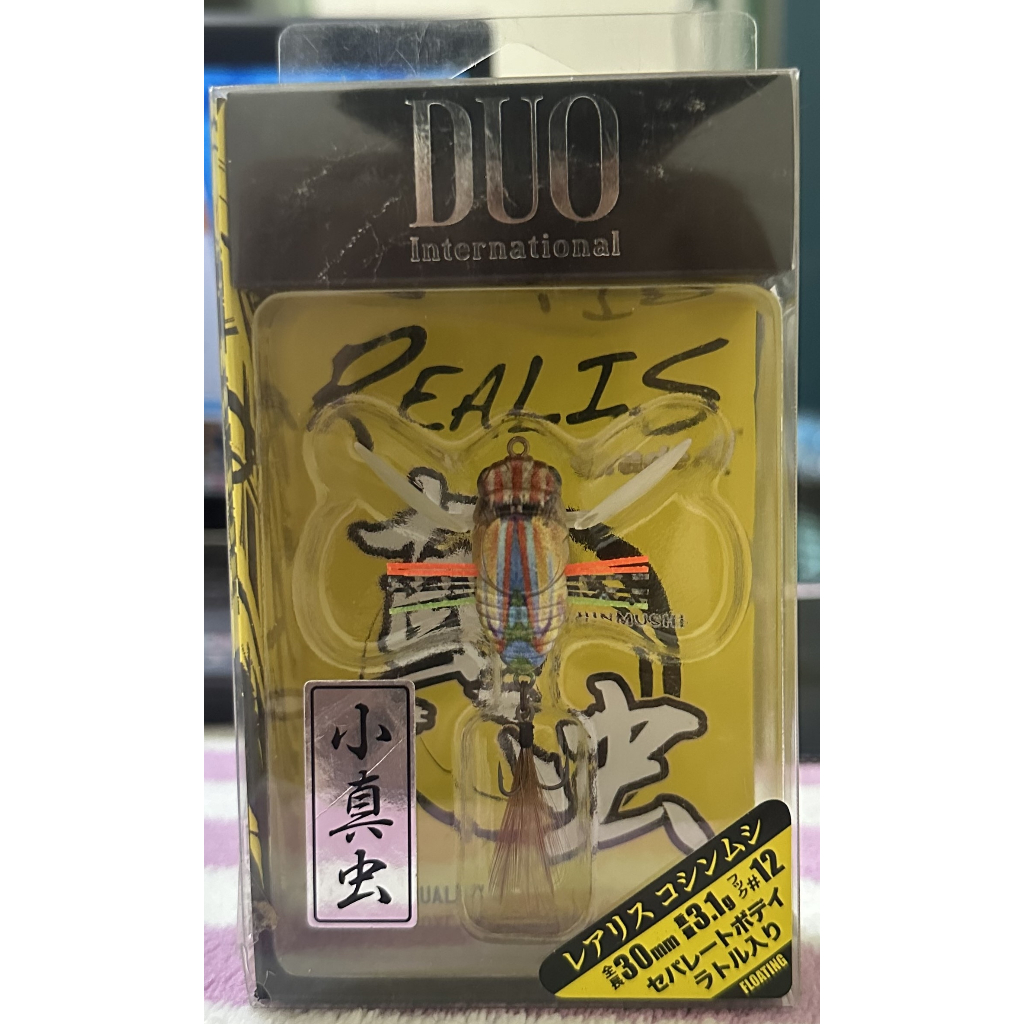 DUO
International
REALIS
真虫
小真虫
レアリス コシンムシ
全長30mm 重量3.1g フック#12
セパレートボディ
ラトル入り
FLOATING